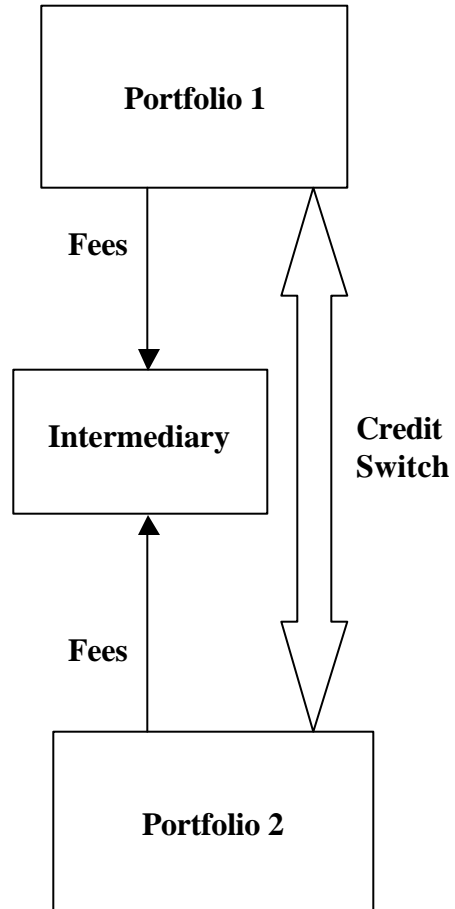 Portfolio 1
Fees
Intermediary
Credit
Switch
Fees
Portfolio 2